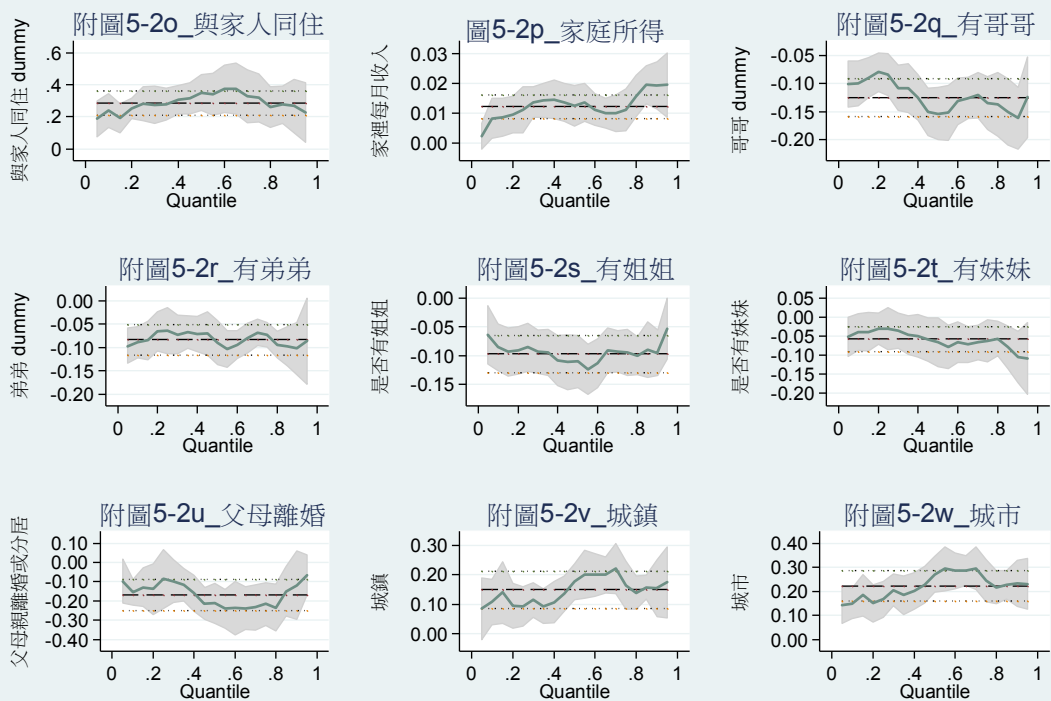 附圖5-2o_與家人同住
與家人同住 dummy
.6
.4
.2
0
0 .2 .4 .6 .8 1
Quantile
圖5-2p_家庭所得
家裡每月收入
0.03
0.02
0.01
0.00
0 .2 .4 .6 .8 1
Quantile
附圖5-2q_有哥哥
哥哥 dummy
-0.05
-0.10
-0.15
-0.20
0 .2 .4 .6 .8 1
Quantile
附圖5-2r_有弟弟
弟弟 dummy
0.00
-0.05
-0.10
-0.15
-0.20
0 .2 .4 .6 .8 1
Quantile
附圖5-2s_有姐姐
是否有姐姐
0.00
-0.05
-0.10
-0.15
0 .2 .4 .6 .8 1
Quantile
附圖5-2t_有妹妹
是否有妹妹
0.05
0.00
-0.05
-0.10
-0.15
-0.20
0 .2 .4 .6 .8 1
Quantile
附圖5-2u_父母離婚
父母親離婚或分居
0.10
0.00
-0.10
-0.20
-0.30
-0.40
0 .2 .4 .6 .8 1
Quantile
附圖5-2v_城鎮
城鎮
0.30
0.20
0.10
0.00
0 .2 .4 .6 .8 1
Quantile
附圖5-2w_城市
城市
0.40
0.30
0.20
0.10
0.00
0 .2 .4 .6 .8 1
Quantile